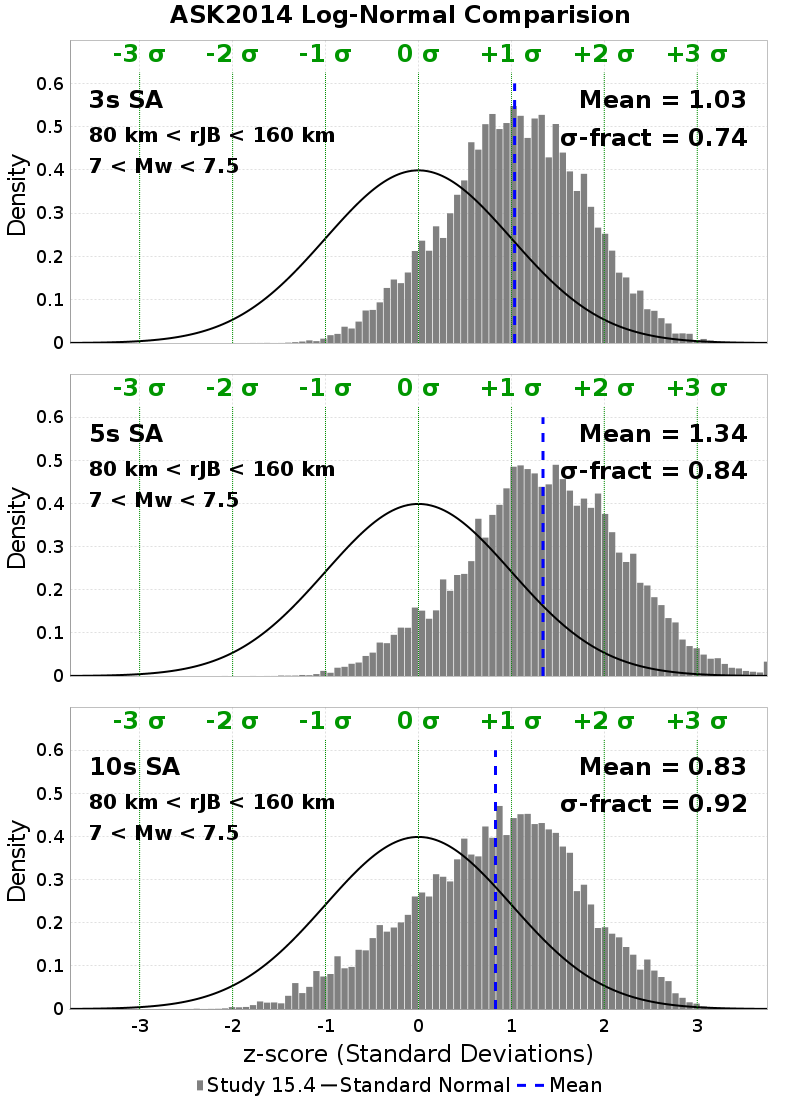 ASK2014 Log-Normal Comparision
-3 σ -2 σ -1 σ 0 σ +1 σ +2 σ +3 σ
0.6
3s SA Mean = 1.03
0.5
80 km < rJB < 160 km σ-fract = 0.74
0.4
7 < Mw < 7.5
0.3
0.2
0.1
0
Density
-3 σ -2 σ -1 σ 0 σ +1 σ +2 σ +3 σ
0.6
5s SA Mean = 1.34
0.5
80 km < rJB < 160 km σ-fract = 0.84
0.4
7 < Mw < 7.5
0.3
0.2
0.1
0
Density
-3 σ -2 σ -1 σ 0 σ +1 σ +2 σ +3 σ
0.6
10s SA Mean = 0.83
0.5
80 km < rJB < 160 km σ-fract = 0.92
0.4
7 < Mw < 7.5
0.3
0.2
0.1
0
Density
-3 -2 -1 0 1 2 3
z-score (Standard Deviations)
Study 15.4 Standard Normal Mean